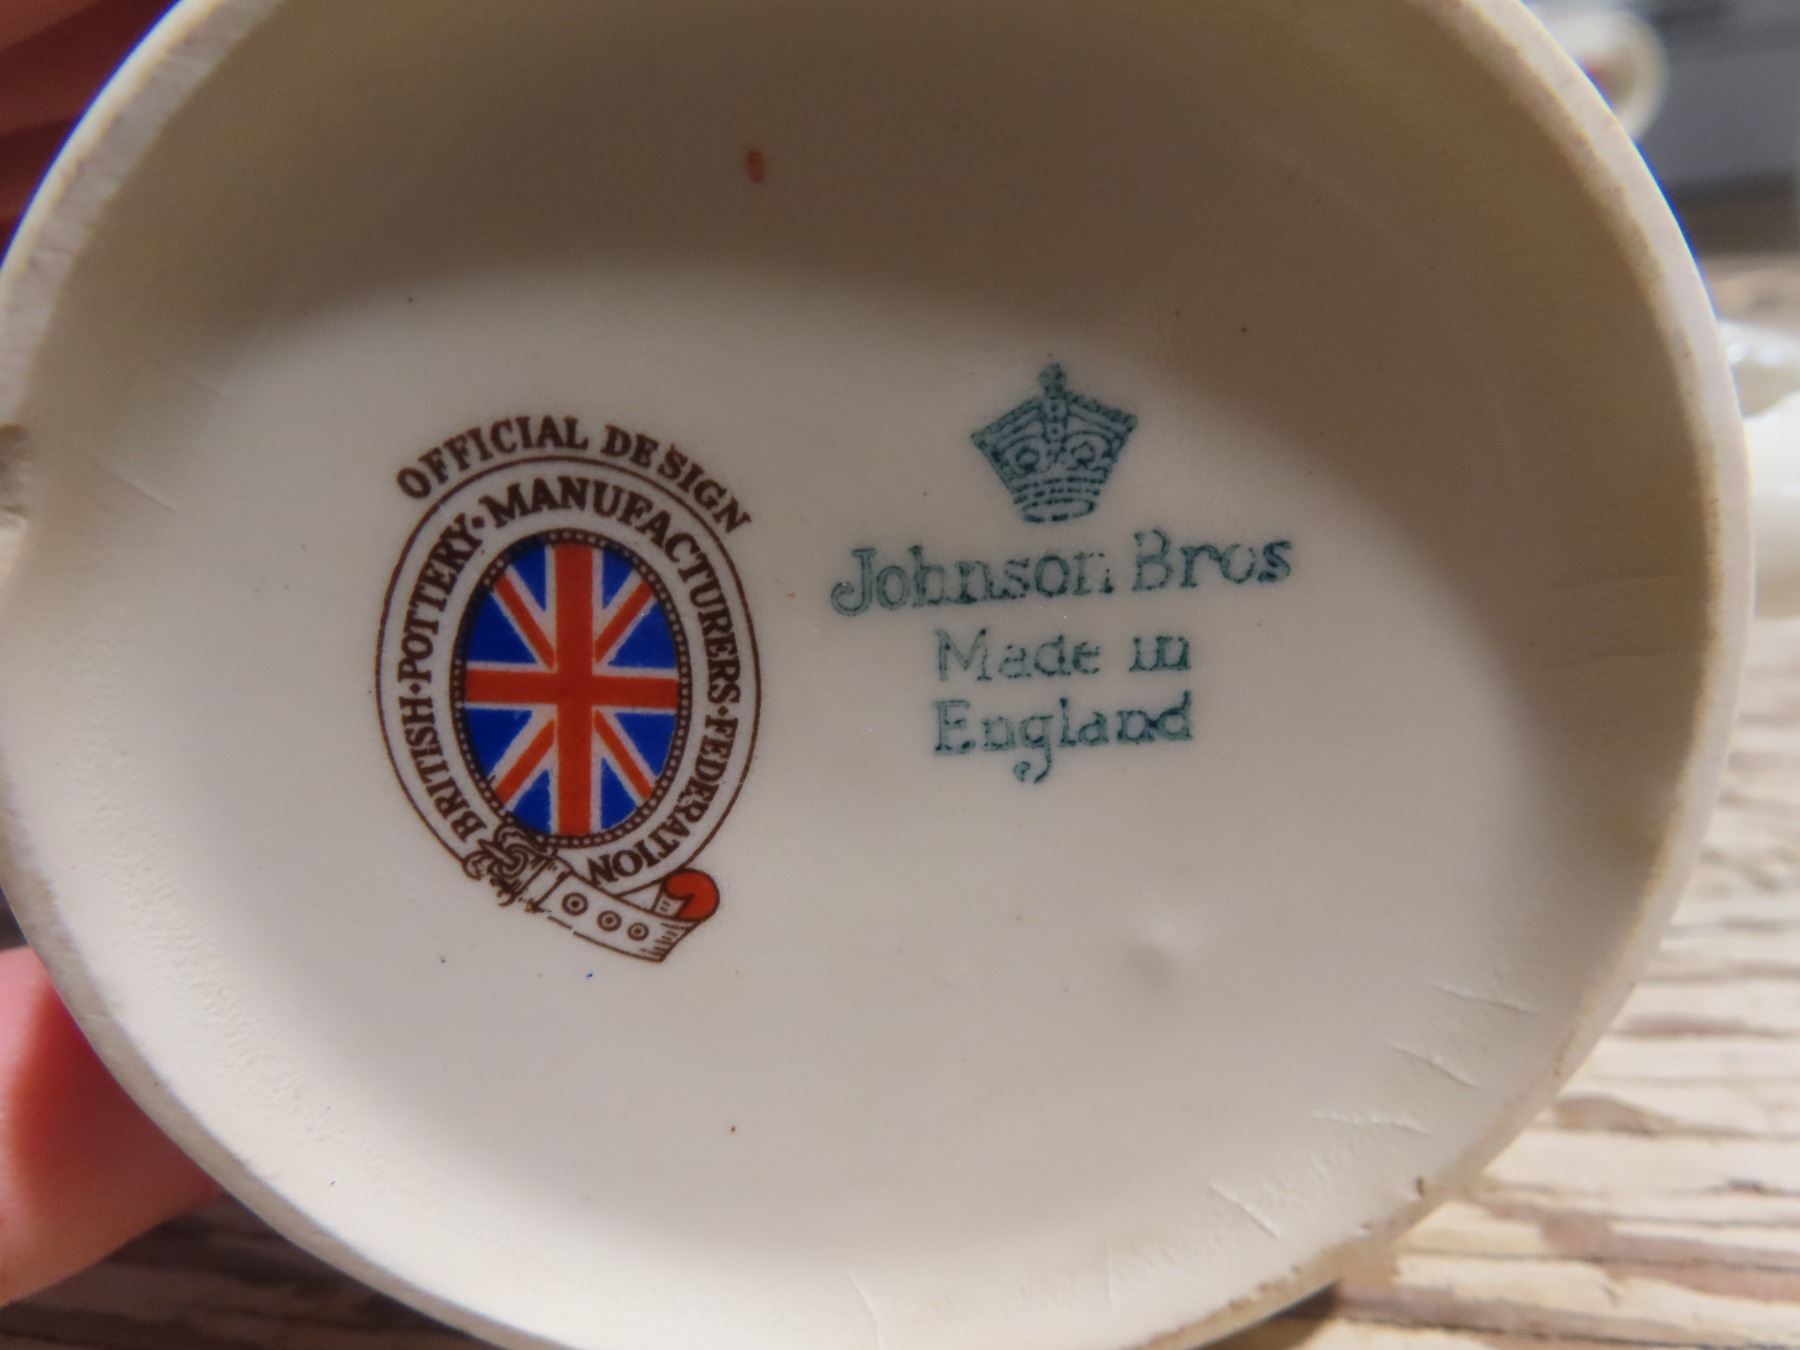 OFFICIAL DESIGN
BRITISH · POTTERY · MANUFACTURERS · FEDERATION
Johnson Bros
Made in
England